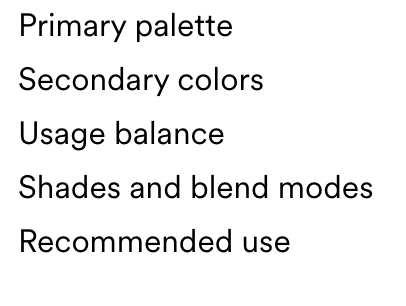 Primary palette
Secondary colors
Usage balance
Shades and blend modes
Recommended use